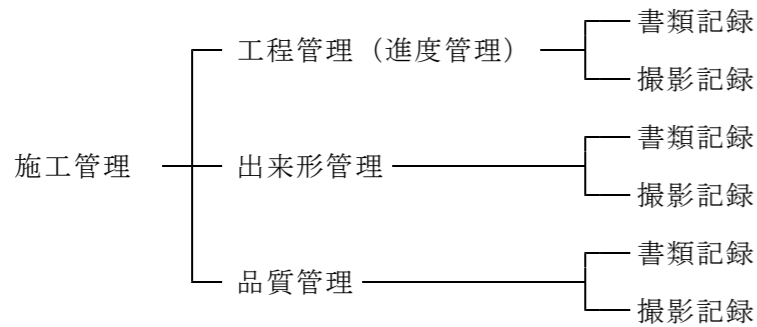 書類記録
工程管理（進度管理）
撮影記録
書類記録
施工管理
出来形管理
撮影記録
書類記録
品質管理
撮影記録